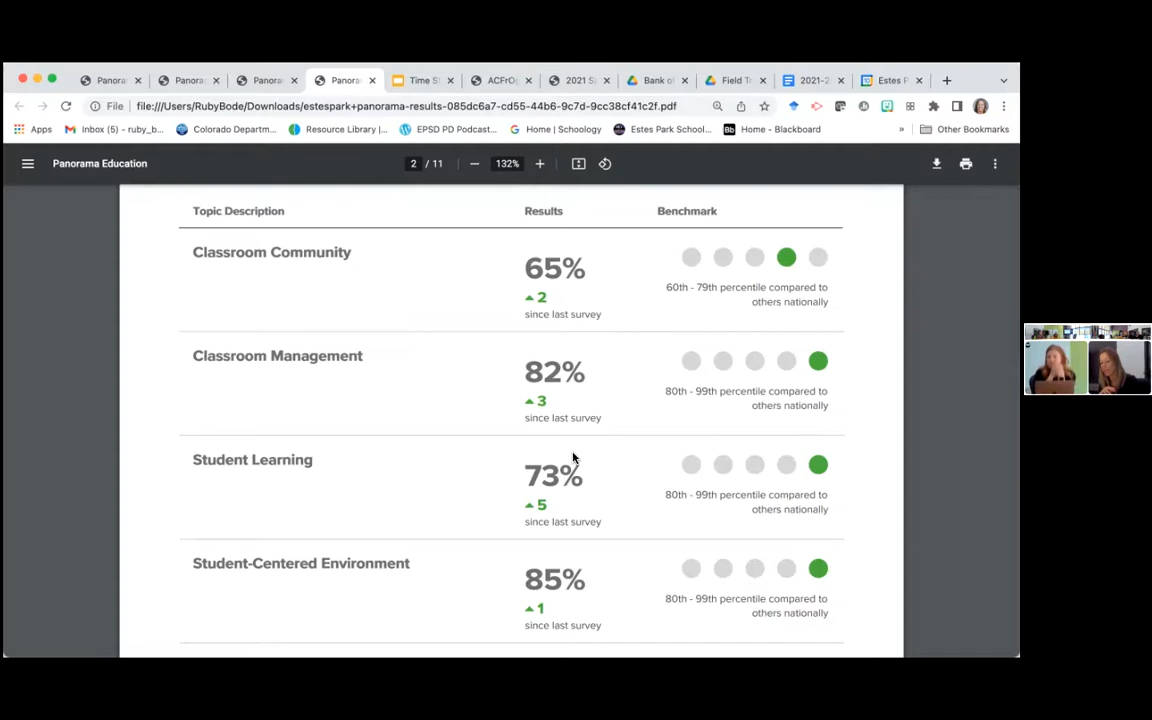 Panora
Panora
Panora
Panora
Time S
ACFrO
2021 S
Bank o
Field Tr
2021-2
Estes P
File
file:///Users/RubyBode/Downloads/estespark+panorama-results-085dc6a7-cd55-44b6-9c7d-9cc38cf41c2f.pdf
Apps
Inbox (5) - ruby_b...
Colorado Departm...
Resource Library |...
EPSD PD Podcast...
Home | Schoology
Estes Park School...
Bb Home - Blackboard
»
Other Bookmarks
Panorama Education
2 / 11
132%
Topic Description
Results
Benchmark
Classroom Community
65%
2
since last survey
60th - 79th percentile compared to
others nationally
Classroom Management
82%
3
since last survey
80th - 99th percentile compared to
others nationally
Student Learning
73%
5
since last survey
80th - 99th percentile compared to
others nationally
Student-Centered Environment
85%
1
since last survey
80th - 99th percentile compared to
others nationally